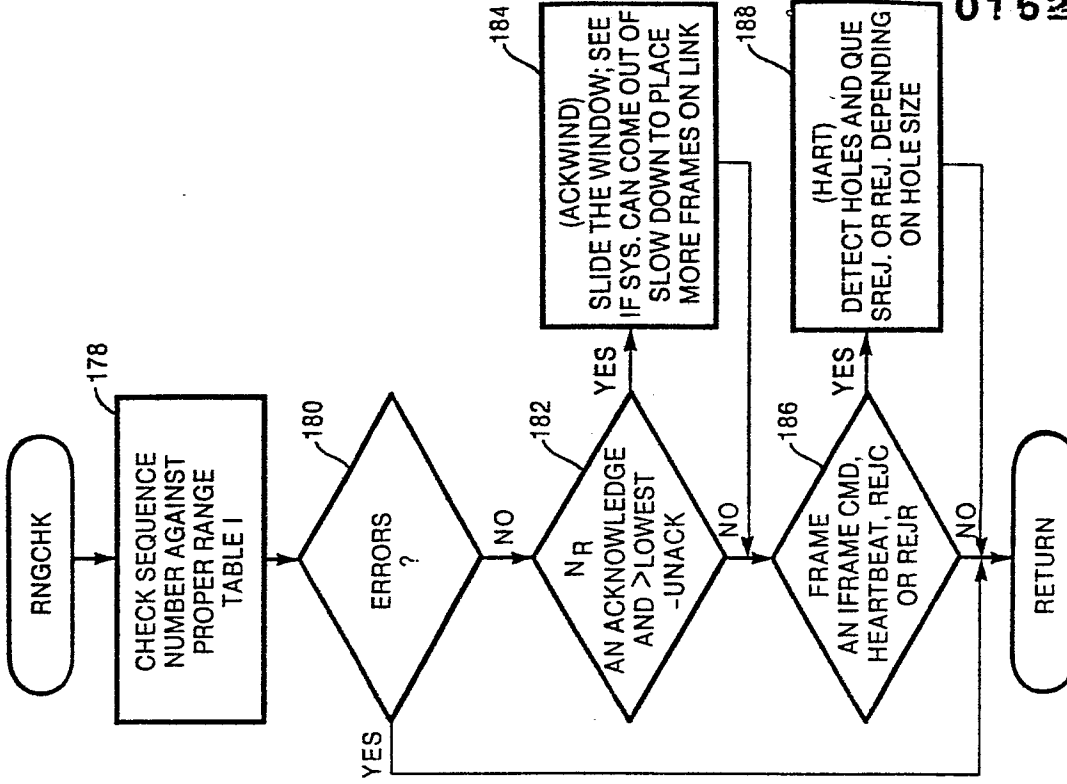 RNGCHK
178
CHECK SEQUENCE
NUMBER AGAINST
PROPER RANGE
TABLE I
180
ERRORS
?
YES
NO
182
NR
AN ACKNOWLEDGE
AND >LOWEST
-UNACK
YES
NO
184
(ACKWIND)
SLIDE THE WINDOW; SEE
IF SYS. CAN COME OUT OF
SLOW DOWN TO PLACE
MORE FRAMES ON LINK
186
FRAME
AN IFRAME CMD,
HEARTBEAT, REJC
OR REJR
YES
NO
188
(HART)
DETECT HOLES AND QUE
SREJ. OR REJ. DEPENDING
ON HOLE SIZE
RETURN